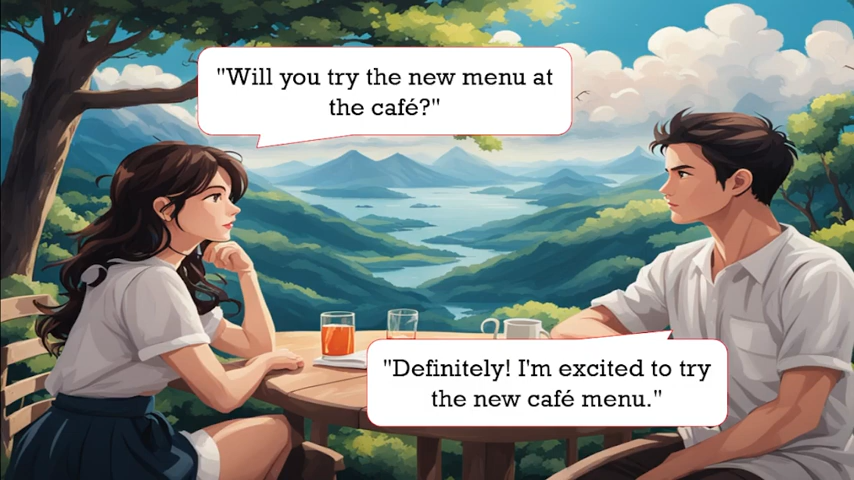 "Will you try the new menu at
the café?"
"Definitely! I'm excited to try
the new café menu."